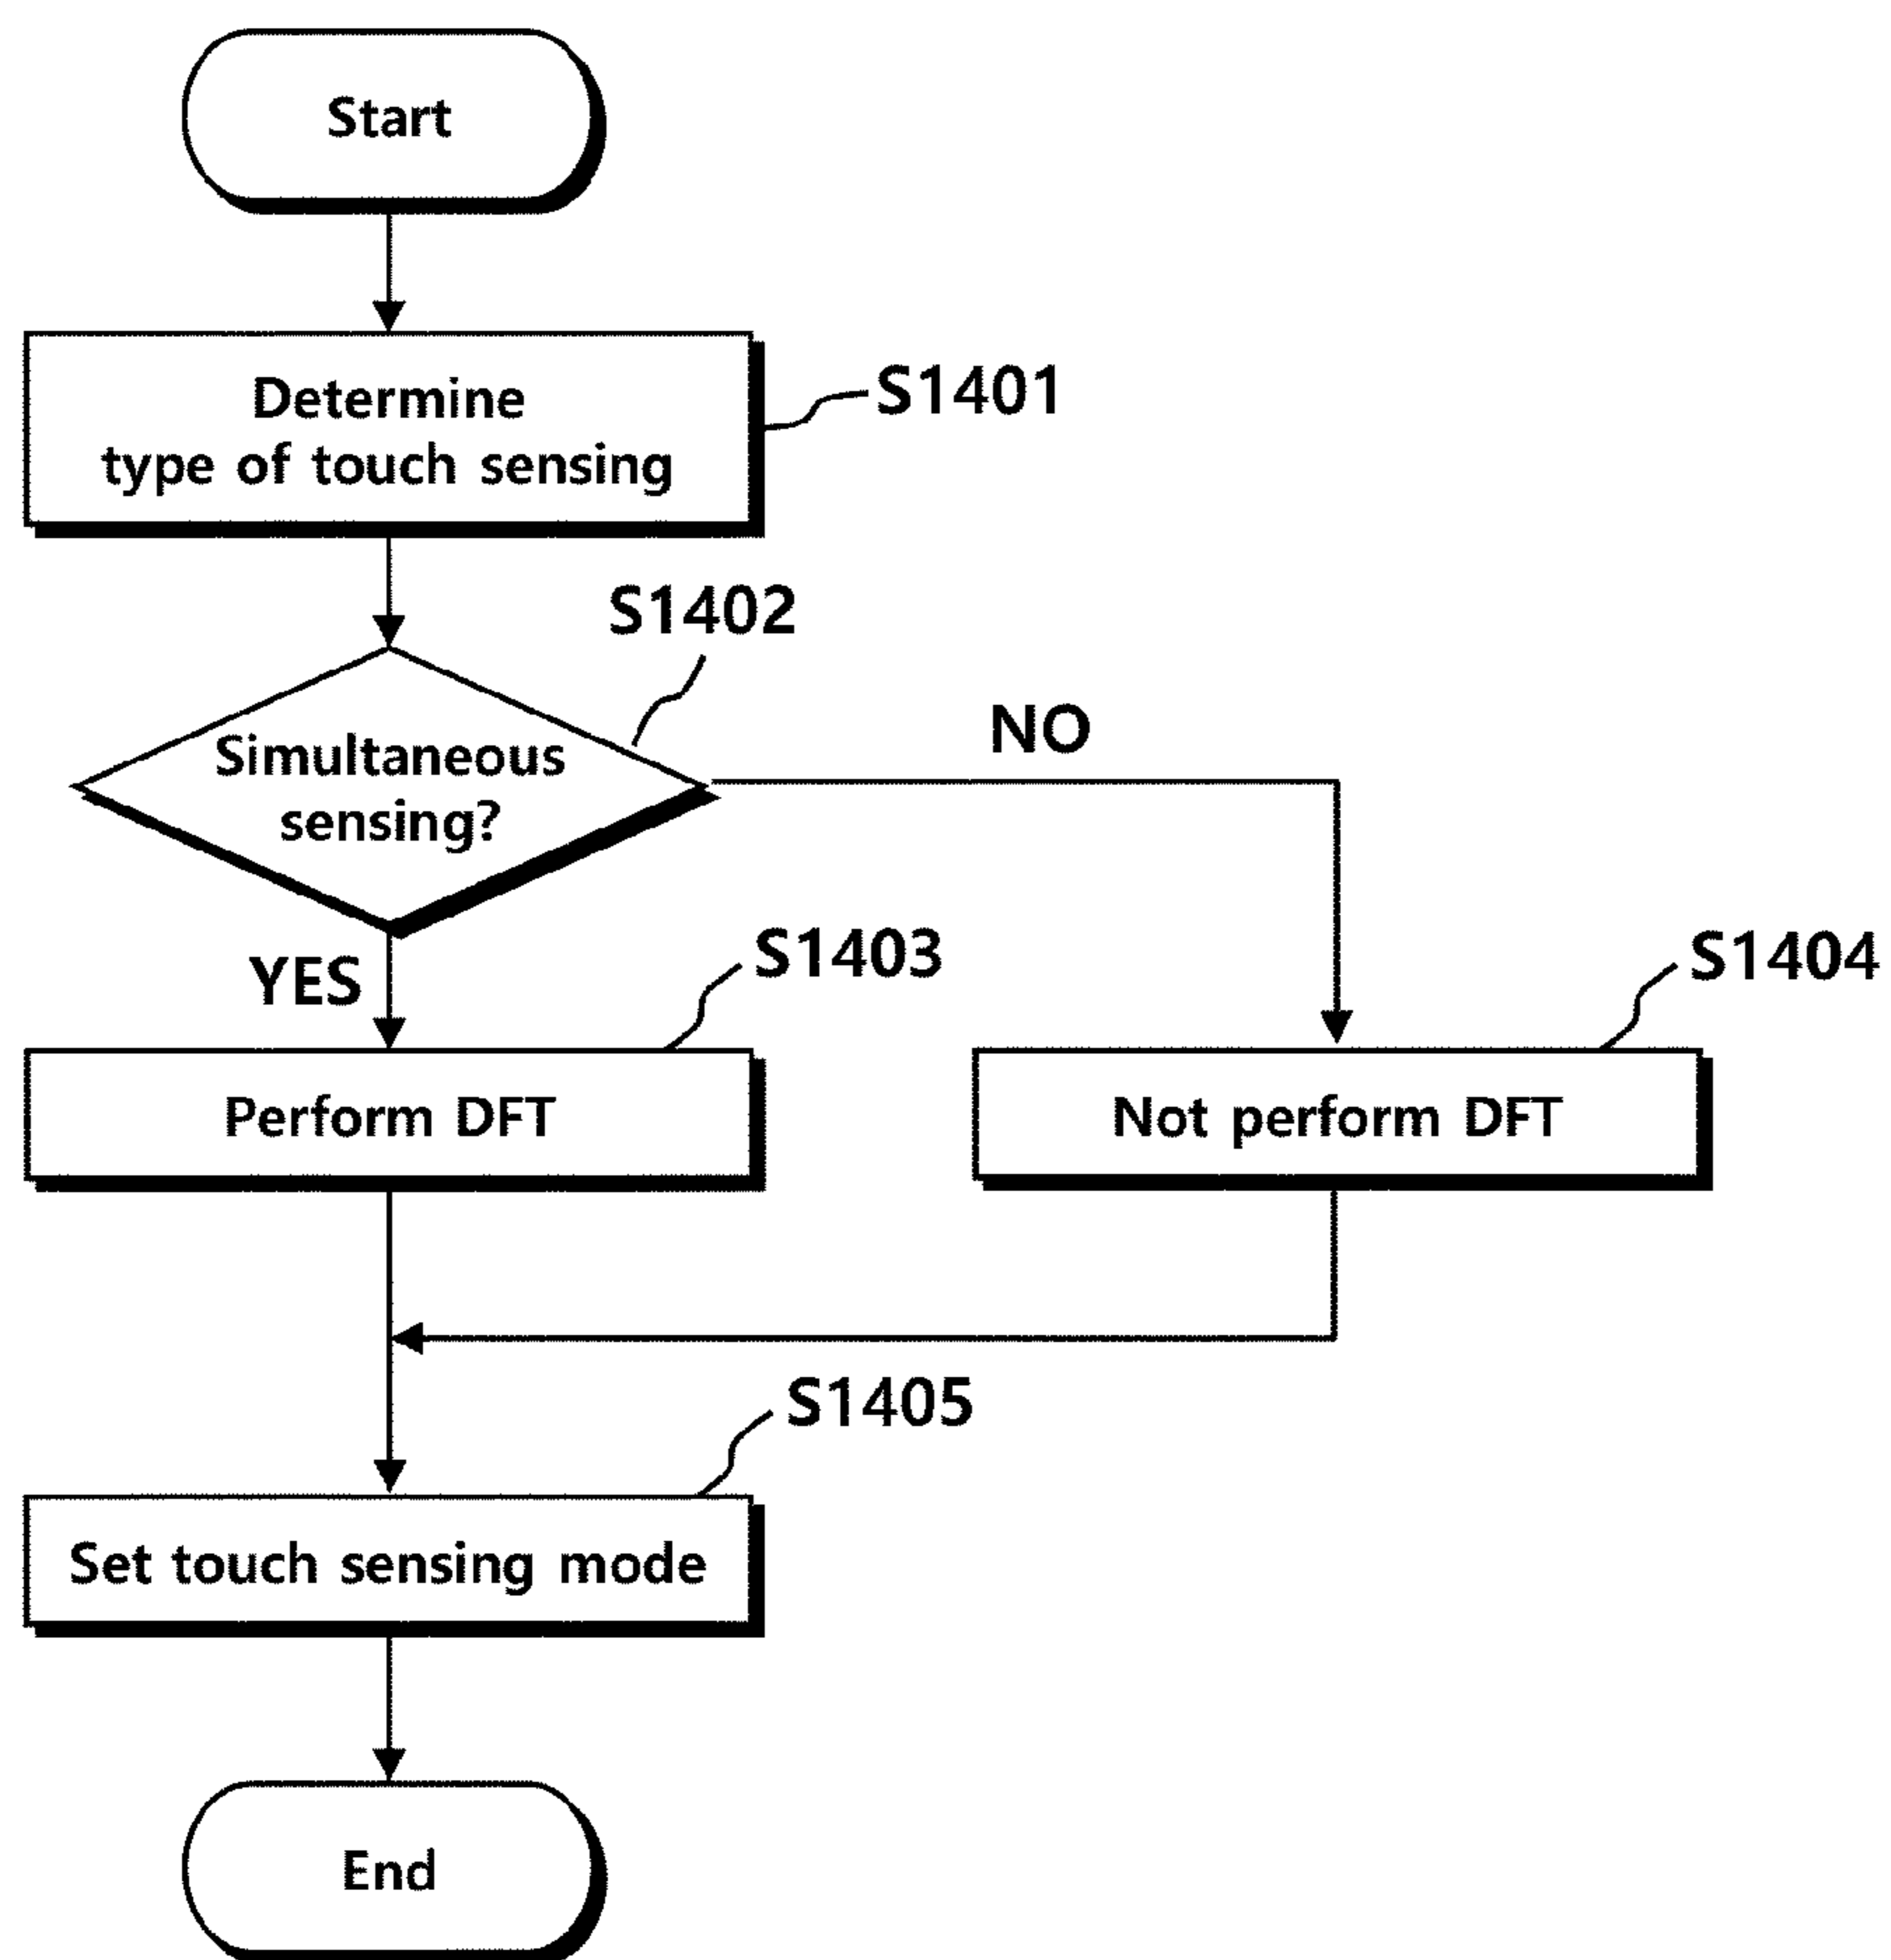 Start
Determine
type of touch sensing
S1401
S1402
Simultaneous
sensing?
NO
YES
S1403
S1404
Perform DFT
Not perform DFT
S1405
Set touch sensing mode
End